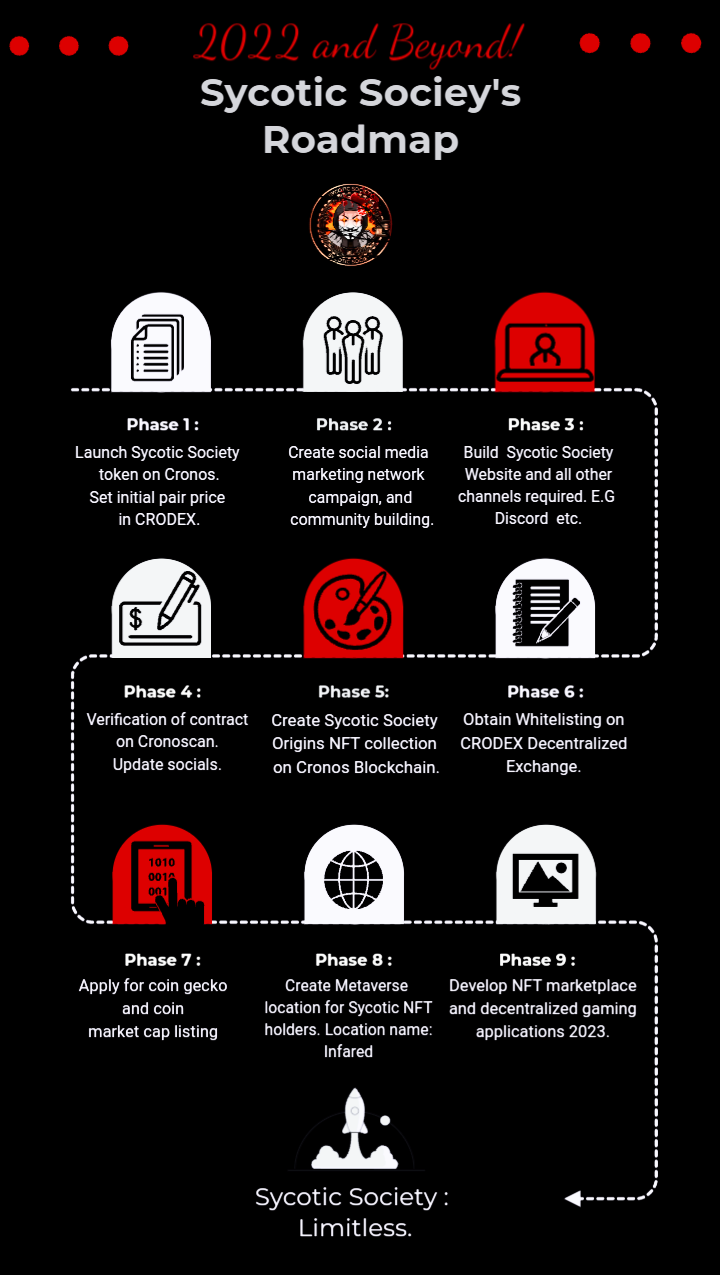 2022 and Beyond!
Sycotic Sociey's
Roadmap
Phase 1 :
Launch Sycotic Society
token on Cronos.
Set initial pair price
in CRODEX.
Phase 2 :
Create social media
marketing network
campaign, and
community building.
Phase 3 :
Build Sycotic Society
Website and all other
channels required. E.G
Discord etc.
$
Phase 4 :
Verification of contract
on Cronoscan.
Update socials.
Phase 5:
Create Sycotic Society
Origins NFT collection
on Cronos Blockchain.
Phase 6 :
Obtain Whitelisting on
CRODEX Decentralized
Exchange.
1010
0010
001
Phase 7 :
Apply for coin gecko
and coin
market cap listing
Phase 8 :
Create Metaverse
location for Sycotic NFT
holders. Location name:
Infared
Phase 9 :
Develop NFT marketplace
and decentralized gaming
applications 2023.
Sycotic Society :
Limitless.